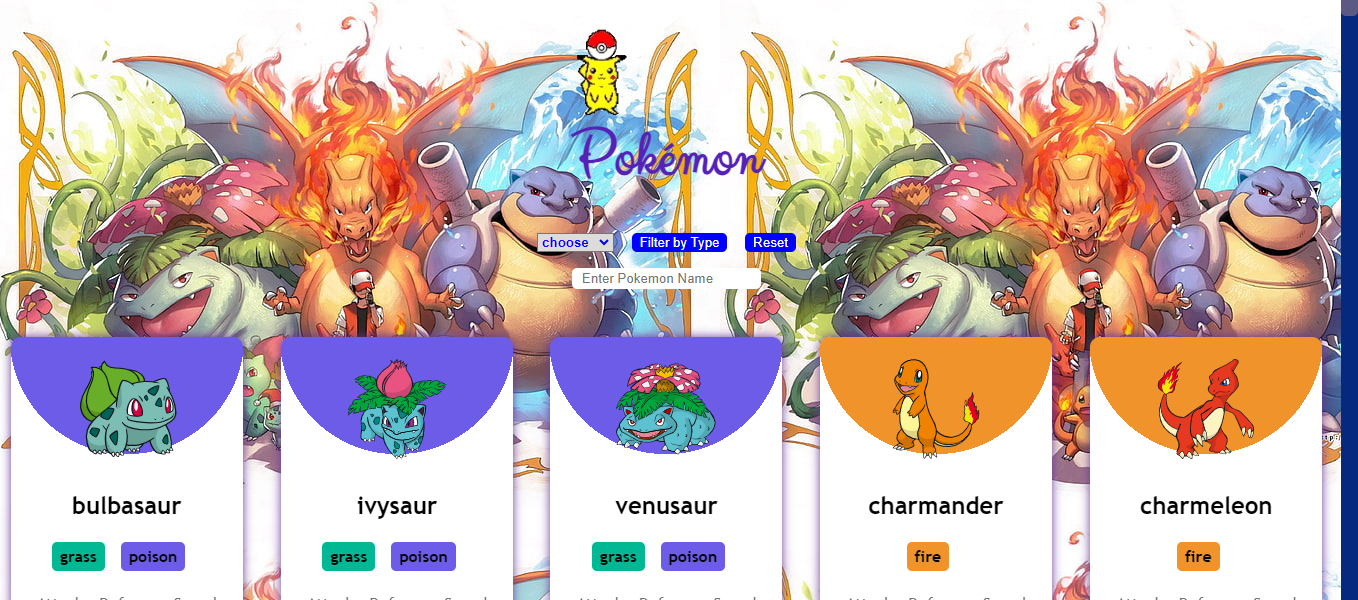 Pokémon
choose Filter by Type Reset
Enter Pokemon Name
bulbasaur ivysaur venusaur charmander charmeleon
grass poison grass poison grass poison fire fire